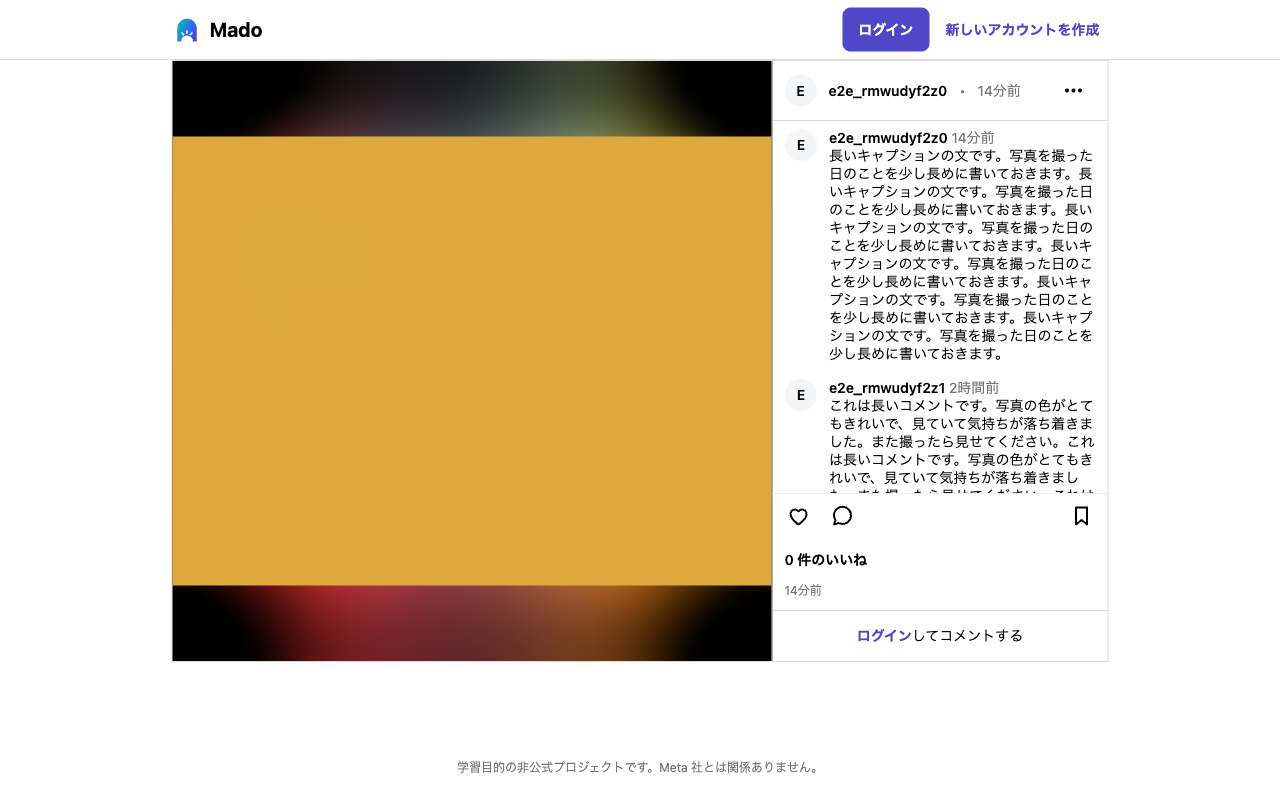 Mado
ログイン
新しいアカウントを作成
E
e2e_rmwudyf2z0 • 14分前
E
e2e_rmwudyf2z0 14分前
長いキャプションの文です。写真を撮った
日のことを少し長めに書いておきます。長
いキャプションの文です。写真を撮った日
のことを少し長めに書いておきます。長い
キャプションの文です。写真を撮った日の
ことを少し長めに書いておきます。長いキ
ャプションの文です。写真を撮った日のこ
とを少し長めに書いておきます。長いキャ
プションの文です。写真を撮った日のこと
を少し長めに書いておきます。長いキャプ
ションの文です。写真を撮った日のことを
少し長めに書いておきます。
E
e2e_rmwudyf2z1 2時間前
これは長いコメントです。写真の色がとて
もきれいで、見ていて気持ちが落ち着きま
した。また撮ったら見せてください。これ
は長いコメントです。写真の色がとてもき
れいで、見ていて気持ちが落ち着きまし
0 件のいいね
14分前
ログインしてコメントする
学習目的の非公式プロジェクトです。Meta 社とは関係ありません。